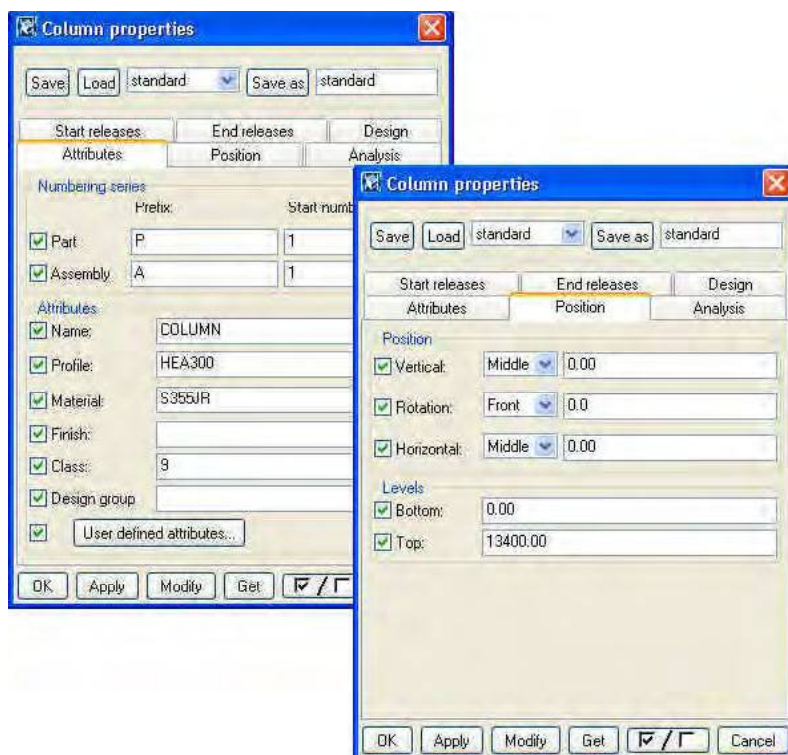 Column properties
Save Load standard Save as standard
Start releases End releases Design
Attributes Position Analysis
Numbering series
Prefix: Start numb
Part P 1
Assembly A 1
Attributes
Name: COLUMN
Profile: HEA300
Material: S355JR
Finish:
Class: 9
Design group
User defined attributes...
OK Apply Modify Get
Column properties
Save Load standard Save as standard
Start releases End releases Design
Attributes Position Analysis
Position
Vertical: Middle 0.00
Rotation: Front 0.0
Horizontal: Middle 0.00
Levels
Bottom: 0.00
Top: 13400.00
OK Apply Modify Get Cancel